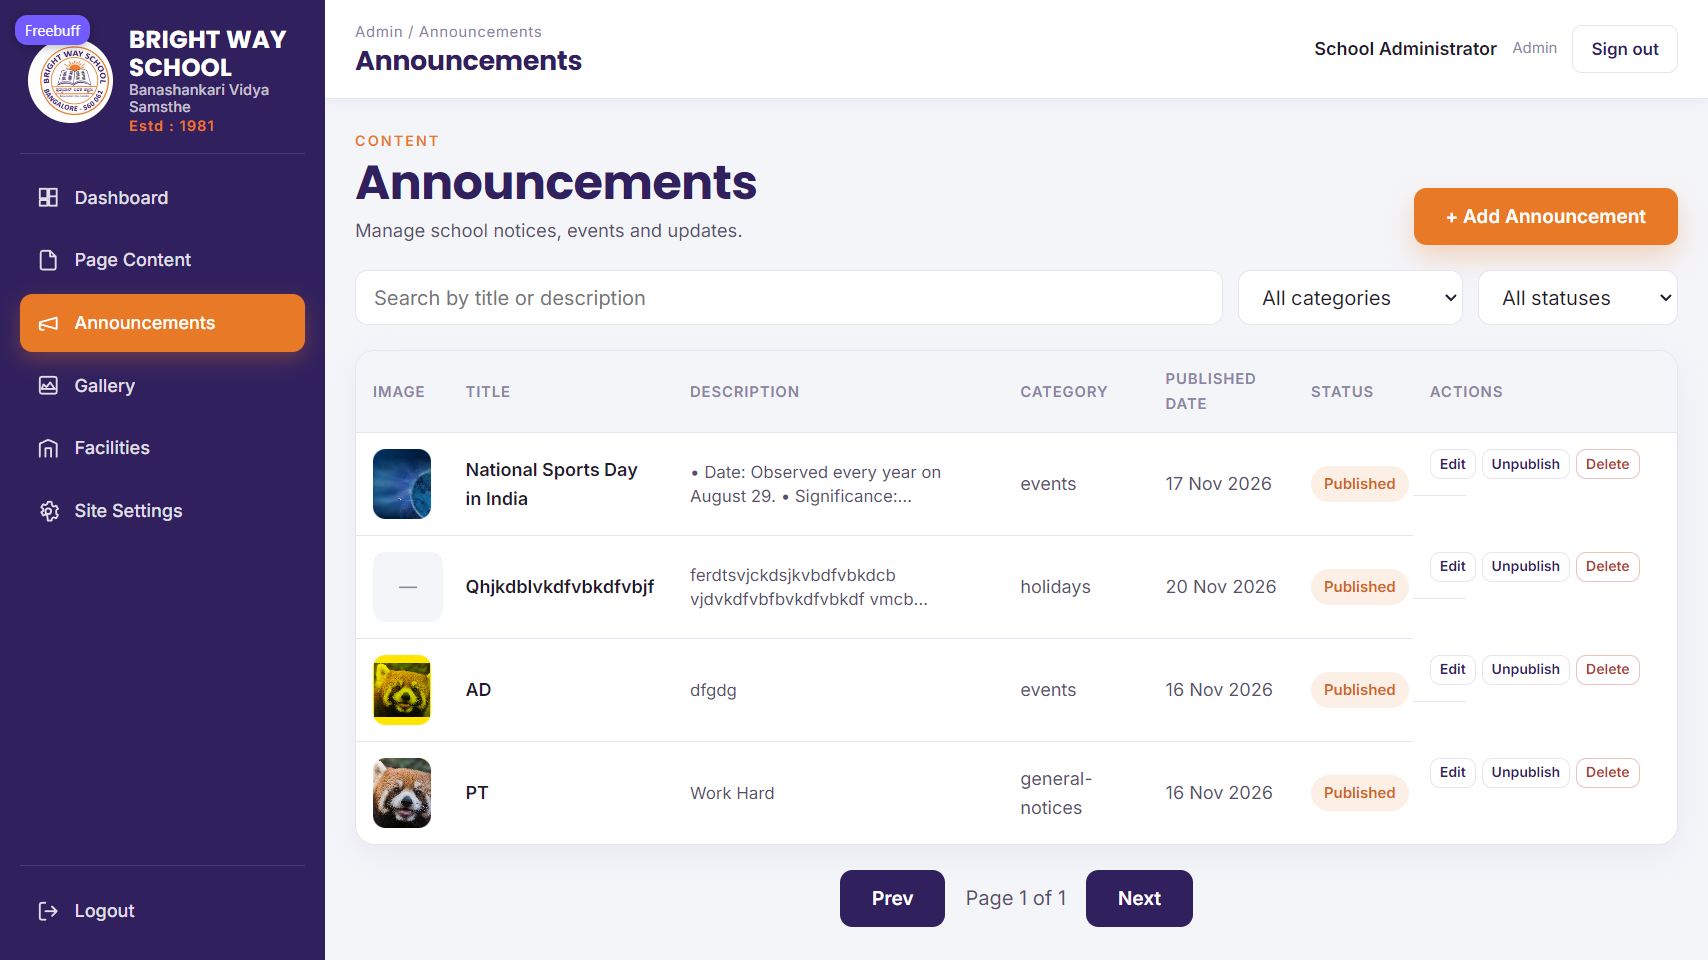 Freebuff
BRIGHT WAY SCHOOL
BANGALORE - 560 061
BRIGHT WAY
SCHOOL
Banashankari Vidya
Samsthe
Estd : 1981
Dashboard
Page Content
Announcements
Gallery
Facilities
Site Settings
Logout
Admin / Announcements
Announcements
School Administrator Admin Sign out
CONTENT
Announcements
Manage school notices, events and updates.
+ Add Announcement
Search by title or description
All categories
All statuses
IMAGE TITLE DESCRIPTION CATEGORY PUBLISHED DATE STATUS ACTIONS
National Sports Day
in India
• Date: Observed every year on
August 29. • Significance:...
events
17 Nov 2026
Published
Edit Unpublish Delete
—
Qhjkdblvkdfvbkdfvbjf
ferdtsvjckdsjkvbdfvbkdcb
vjdvkdfvbfbvkdfvbkdf vmcb...
holidays
20 Nov 2026
Published
Edit Unpublish Delete
AD
dfgdg
events
16 Nov 2026
Published
Edit Unpublish Delete
PT
Work Hard
general-
notices
16 Nov 2026
Published
Edit Unpublish Delete
Prev Page 1 of 1 Next